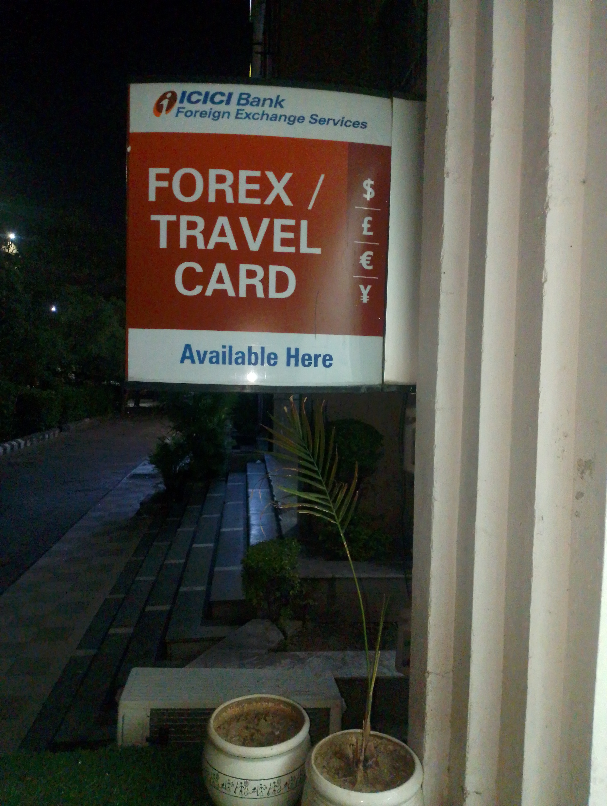 ICICI Bank
Foreign Exchange Services
FOREX /
TRAVEL
CARD
$
£
€
¥
Available Here